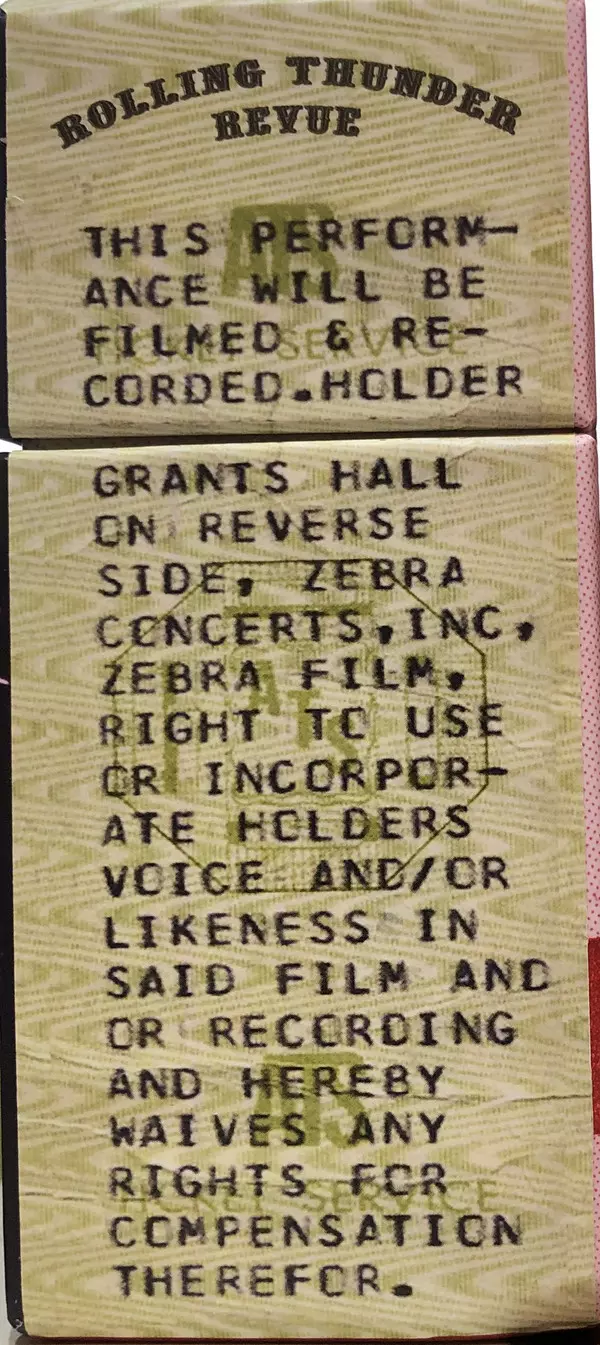 ROLLING THUNDER
REVUE
THIS PERFORM-
ANCE WILL BE
FILMED & RE-
CORDED.HOLDER
GRANTS HALL
ON REVERSE
SIDE, ZEBRA
CONCERTS,INC,
ZEBRA FILM,
RIGHT TO USE
OR INCORPOR-
ATE HOLDERS
VOICE AND/OR
LIKENESS IN
SAID FILM AND
OR RECORDING
AND HEREBY
WAIVES ANY
RIGHTS FOR
COMPENSATION
THEREFOR.